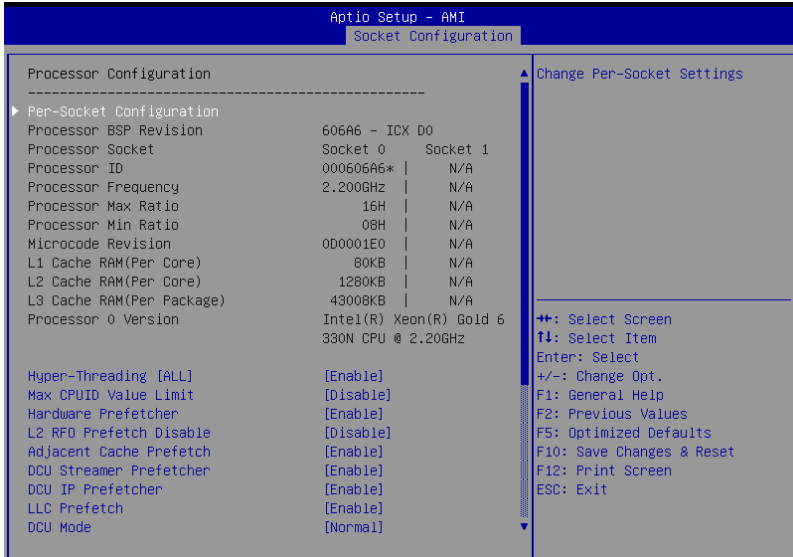 Aptio Setup - AMI
Socket Configuration
Processor Configuration
--------------------------------------------------
Per-Socket Configuration
Processor BSP Revision 606A6 - ICX D0
Processor Socket Socket 0 Socket 1
Processor ID 000606A6* | N/A
Processor Frequency 2.200GHz | N/A
Processor Max Ratio 16H | N/A
Processor Min Ratio 08H | N/A
Microcode Revision 0D0001E0 | N/A
L1 Cache RAM(Per Core) 80KB | N/A
L2 Cache RAM(Per Core) 1280KB | N/A
L3 Cache RAM(Per Package) 43008KB | N/A
Processor 0 Version Intel(R) Xeon(R) Gold 6
330N CPU @ 2.20GHz
Hyper-Threading [ALL] [Enable]
Max CPUID Value Limit [Disable]
Hardware Prefetcher [Enable]
L2 RFO Prefetch Disable [Disable]
Adjacent Cache Prefetch [Enable]
DCU Streamer Prefetcher [Enable]
DCU IP Prefetcher [Enable]
LLC Prefetch [Enable]
DCU Mode [Normal]
Change Per-Socket Settings
→←: Select Screen
↑↓: Select Item
Enter: Select
+/-: Change Opt.
F1: General Help
F2: Previous Values
F5: Optimized Defaults
F10: Save Changes & Reset
F12: Print Screen
ESC: Exit